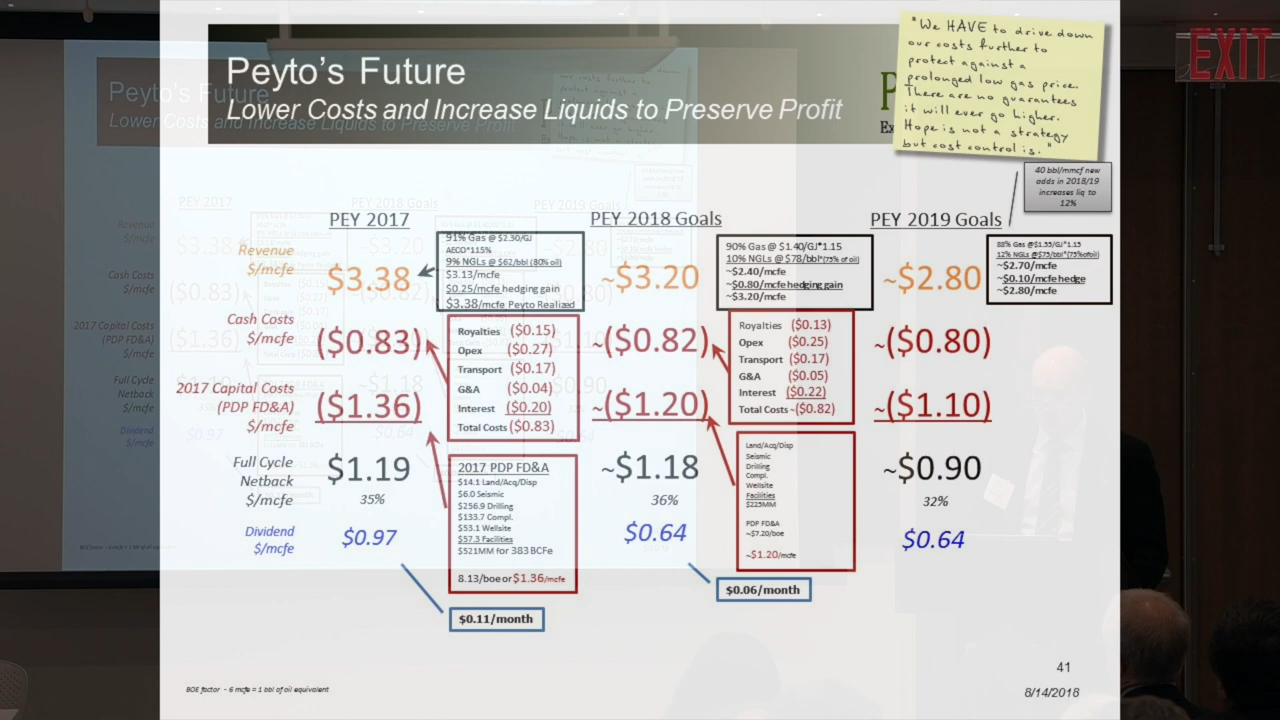 Peyto's Future
Lower Costs and Increase Liquids to Preserve Profit
"We HAVE to drive down
our costs further to
protect against a
prolonged low gas price.
There are no guarantees
it will ever go higher.
Hope is not a strategy
but cost control is."
EXIT
40 bbl/mmcf new
adds in 2018/19
increases liq to
12%
PEY 2017
PEY 2018 Goals
PEY 2019 Goals
Revenue
$/mcfe
$3.38
91% Gas @ $2.30/GJ
AECO*115%
9% NGLs @ $62/bbl (80% oil)
$3.13/mcfe
$0.25/mcfe hedging gain
$3.38/mcfe Peyto Realized
~$3.20
90% Gas @ $1.40/GJ*1.15
10% NGLs @ $78/bbl*(75% of oil)
~$2.40/mcfe
~$0.80/mcfe hedging gain
~$3.20/mcfe
~$2.80
88% Gas @$1.55/GJ*1.15
12% NGLs @$75/bbl*(75%ofoil)
~$2.70/mcfe
~$0.10/mcfe hedge
~$2.80/mcfe
Cash Costs
$/mcfe
($0.83)
Royalties ($0.15)
Opex ($0.27)
Transport ($0.17)
G&A ($0.04)
Interest ($0.20)
Total Costs ($0.83)
~($0.82)
Royalties ($0.13)
Opex ($0.25)
Transport ($0.17)
G&A ($0.05)
Interest ($0.22)
Total Costs ~($0.82)
~($0.80)
2017 Capital Costs
(PDP FD&A)
$/mcfe
($1.36)
~($1.20)
~($1.10)
Full Cycle
Netback
$/mcfe
$1.19
35%
2017 PDP FD&A
$14.1 Land/Acq/Disp
$6.0 Seismic
$256.9 Drilling
$133.7 Compl.
$53.1 Wellsite
$57.3 Facilities
$521MM for 383 BCFe
8.13/boe or $1.36/mcfe
~$1.18
36%
Land/Acq/Disp
Seismic
Drilling
Compl.
Wellsite
Facilities
$225MM
PDP FD&A
~$7.20/boe
~$1.20/mcfe
~$0.90
32%
Dividend
$/mcfe
$0.97
$0.64
$0.64
$0.11/month
$0.06/month
BOE factor - 6 mcfe = 1 bbl of oil equivalent
41
8/14/2018